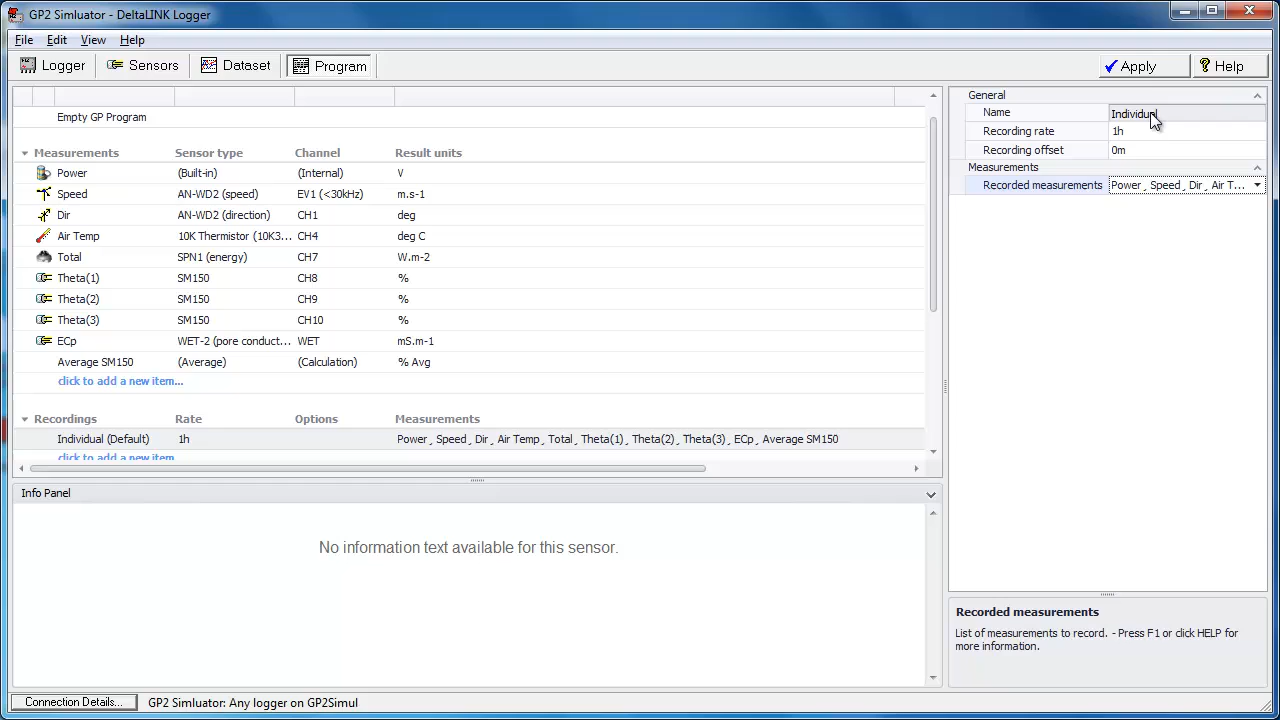 GP2 Simluator - DeltaLINK Logger
File Edit View Help
Logger Sensors Dataset Program Apply Help
Empty GP Program
Measurements Sensor type Channel Result units
Power (Built-in) (Internal) V
Speed AN-WD2 (speed) EV1 (<30kHz) m.s-1
Dir AN-WD2 (direction) CH1 deg
Air Temp 10K Thermistor (10K3... CH4 deg C
Total SPN1 (energy) CH7 W.m-2
Theta(1) SM150 CH8 %
Theta(2) SM150 CH9 %
Theta(3) SM150 CH10 %
ECp WET-2 (pore conduct... WET mS.m-1
Average SM150 (Average) (Calculation) % Avg
click to add a new item...
Recordings Rate Options Measurements
Individual (Default) 1h Power , Speed , Dir , Air Temp , Total , Theta(1) , Theta(2) , Theta(3) , ECp , Average SM150
click to add a new item
Info Panel
No information text available for this sensor.
General
Name Individual
Recording rate 1h
Recording offset 0m
Measurements
Recorded measurements Power , Speed , Dir , Air T...
Recorded measurements
List of measurements to record. - Press F1 or click HELP for
more information.
Connection Details... GP2 Simluator: Any logger on GP2Simul